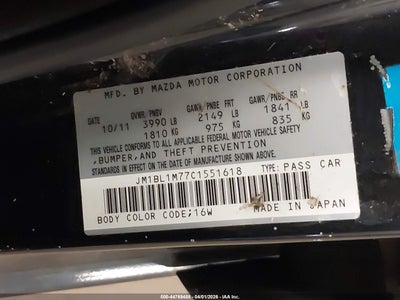 MFD. BY MAZDA MOTOR CORPORATION
GVWR/PNBV GAWR/PNBE FRT GAWR/PNBE RR
10/11 3990 LB 2149 LB 1841 LB
1810 KG 975 KG 835 KG
THIS VEHICLE CONFORMS TO ALL
APPLICABLE FEDERAL MOTOR VEHICLE SAFETY
,BUMPER,AND THEFT PREVENTION
STANDARDS IN EFFECT ON THE DATE OF MANUFACTURE SHOWN ABOVE.
JM1BL1M77C1551618 TYPE: PASS CAR
BODY COLOR CODE;16W MADE IN JAPAN
500-44769488 - 04/01/2026 - IAA Inc.